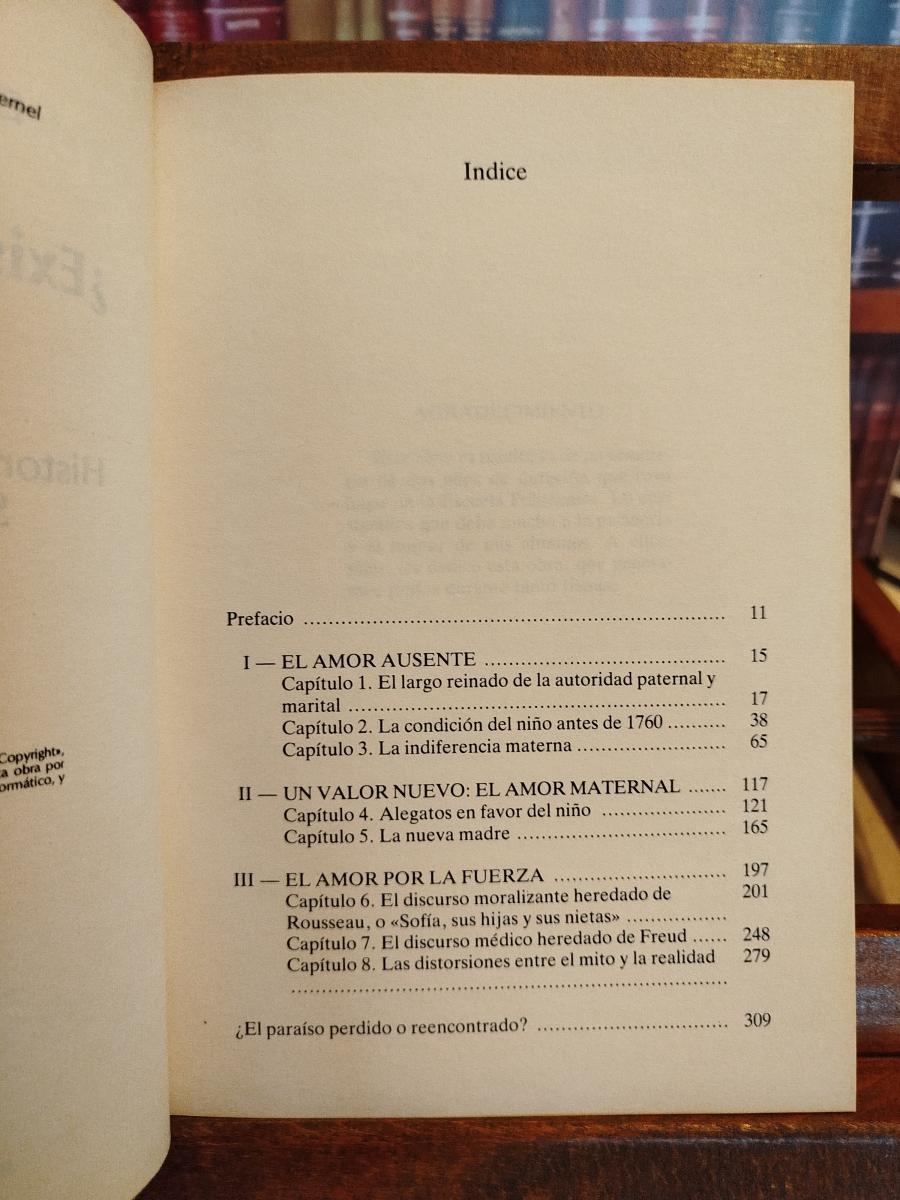 ernel
Copyright»,
a obra por
ormático, y
Indice
Prefacio ........ 11
I — EL AMOR AUSENTE ........ 15
Capítulo 1. El largo reinado de la autoridad paternal y
marital ........ 17
Capítulo 2. La condición del niño antes de 1760 ........ 38
Capítulo 3. La indiferencia materna ........ 65
II — UN VALOR NUEVO: EL AMOR MATERNAL ........ 117
Capítulo 4. Alegatos en favor del niño ........ 121
Capítulo 5. La nueva madre ........ 165
III — EL AMOR POR LA FUERZA ........ 197
Capítulo 6. El discurso moralizante heredado de 201
Rousseau, o «Sofía, sus hijas y sus nietas» ........
Capítulo 7. El discurso médico heredado de Freud ...... 248
Capítulo 8. Las distorsiones entre el mito y la realidad 279
........
¿El paraíso perdido o reencontrado? ........ 309